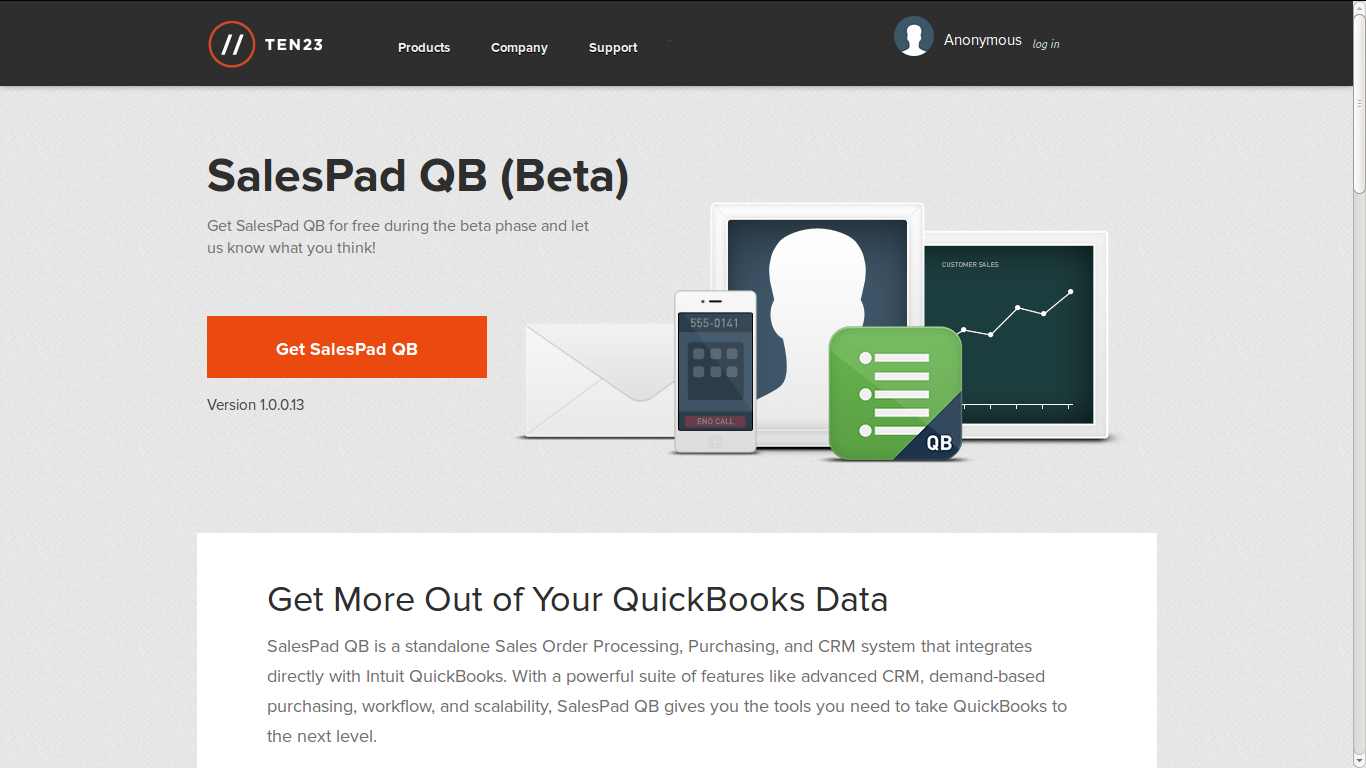 // TEN23
Products Company Support
Anonymous log in
SalesPad QB (Beta)
Get SalesPad QB for free during the beta phase and let
us know what you think!
Get SalesPad QB
Version 1.0.0.13
555-0141
END CALL
QB
CUSTOMER SALES
Get More Out of Your QuickBooks Data
SalesPad QB is a standalone Sales Order Processing, Purchasing, and CRM system that integrates
directly with Intuit QuickBooks. With a powerful suite of features like advanced CRM, demand-based
purchasing, workflow, and scalability, SalesPad QB gives you the tools you need to take QuickBooks to
the next level.